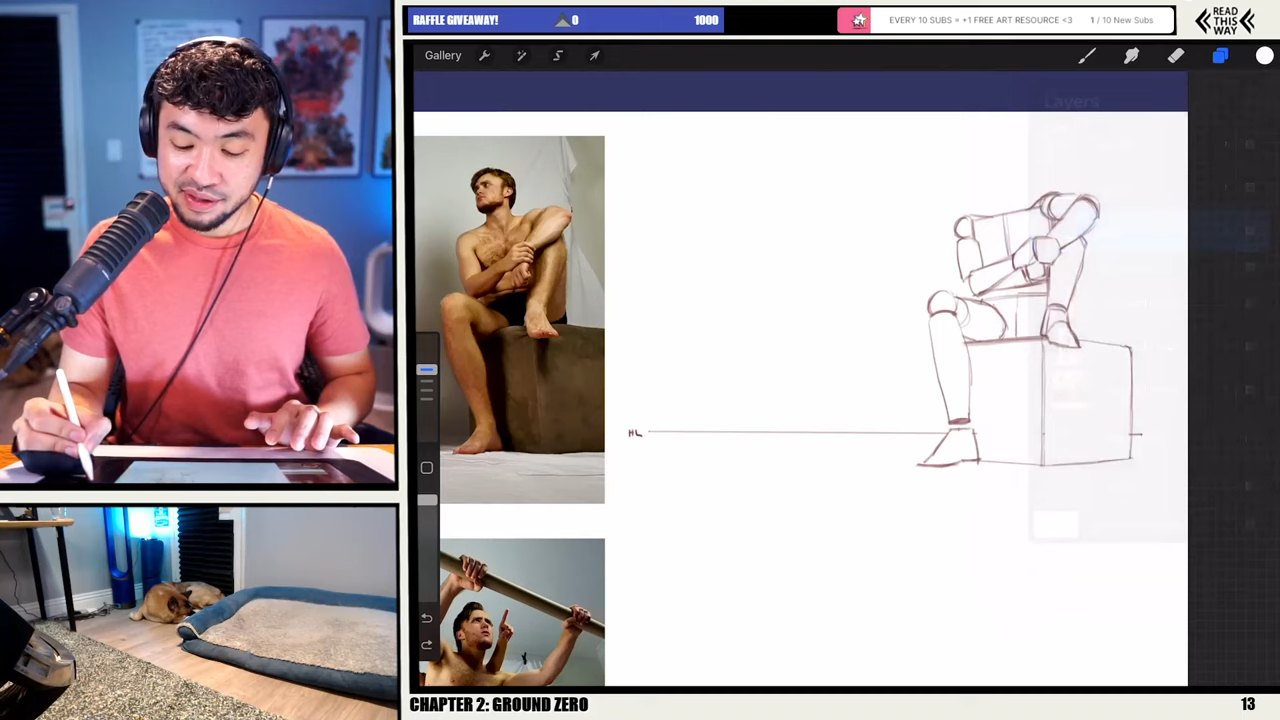 RAFFLE GIVEAWAY!
0
1000
EVERY 10 SUBS = +1 FREE ART RESOURCE <3
1 / 10 New Subs
READ
THIS
WAY
Gallery
Layers
HL
CHAPTER 2: GROUND ZERO
13